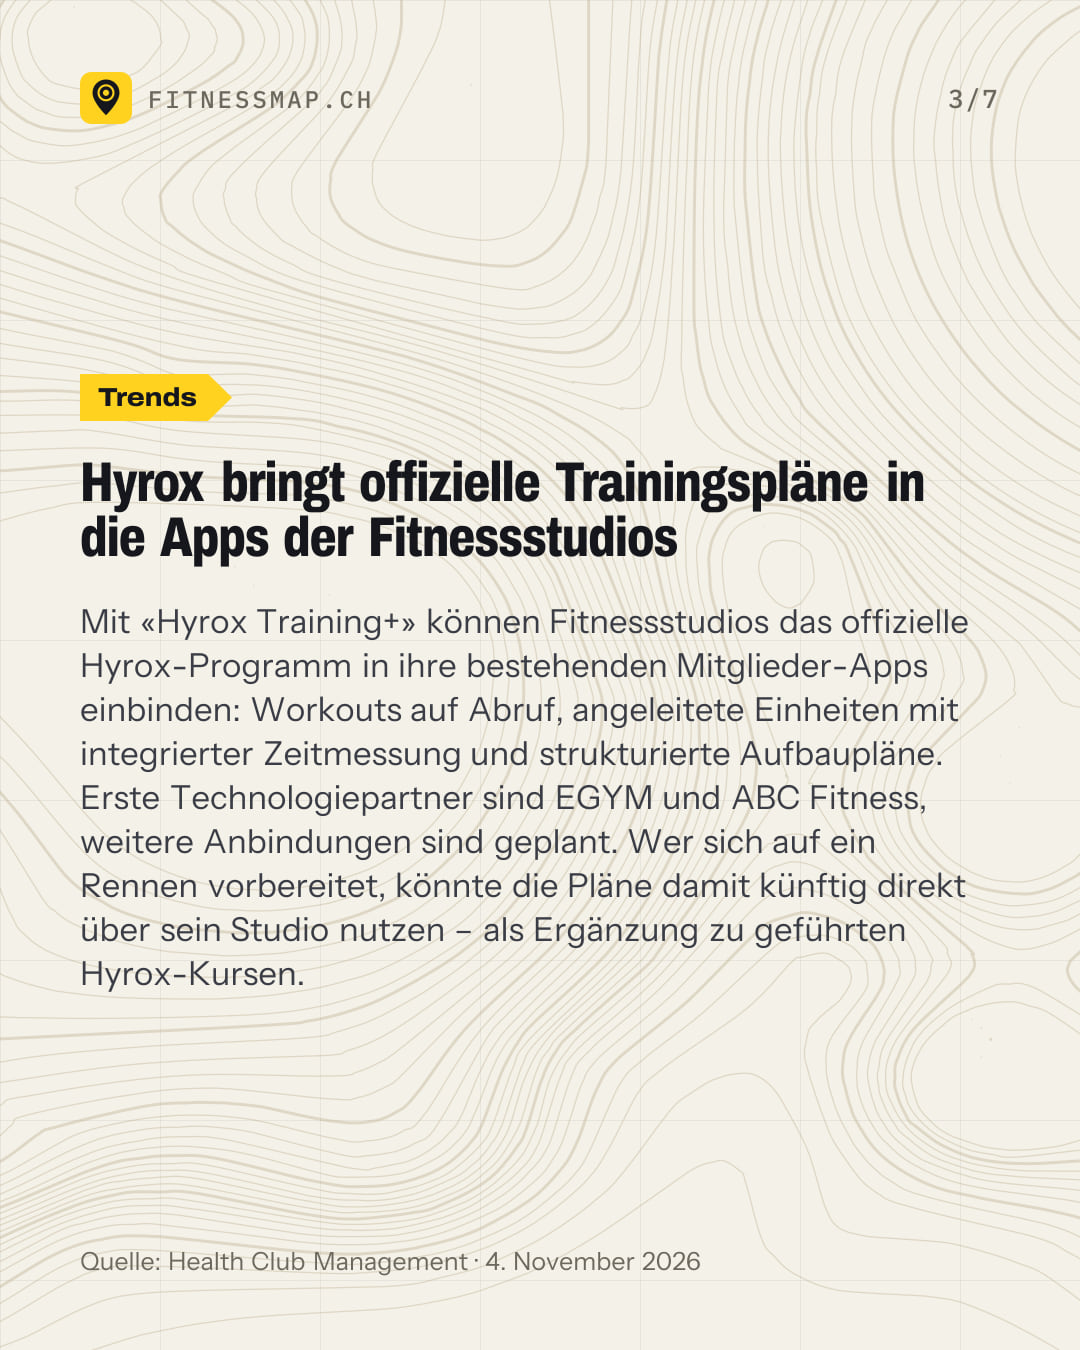 FITNESSMAP.CH
3/7
Trends
Hyrox bringt offizielle Trainingspläne in
die Apps der Fitnessstudios
Mit «Hyrox Training+» können Fitnessstudios das offizielle
Hyrox-Programm in ihre bestehenden Mitglieder-Apps
einbinden: Workouts auf Abruf, angeleitete Einheiten mit
integrierter Zeitmessung und strukturierte Aufbaupläne.
Erste Technologiepartner sind EGYM und ABC Fitness,
weitere Anbindungen sind geplant. Wer sich auf ein
Rennen vorbereitet, könnte die Pläne damit künftig direkt
über sein Studio nutzen – als Ergänzung zu geführten
Hyrox-Kursen.
Quelle: Health Club Management · 4. November 2026